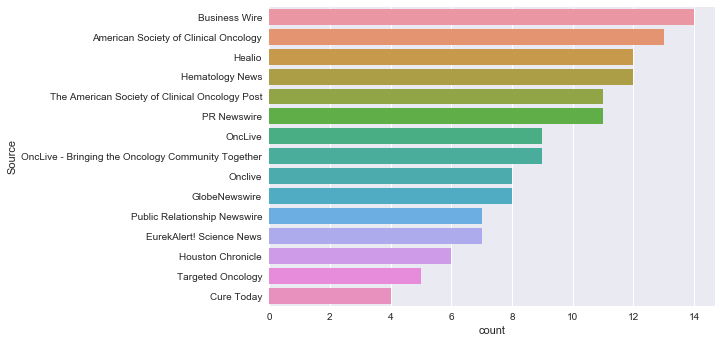 Business Wire
American Society of Clinical Oncology
Healio
Hematology News
The American Society of Clinical Oncology Post
PR Newswire
OncLive
OncLive - Bringing the Oncology Community Together
Onclive
GlobeNewswire
Public Relationship Newswire
EurekAlert! Science News
Houston Chronicle
Targeted Oncology
Cure Today
Source
0 2 4 6 8 10 12 14
count